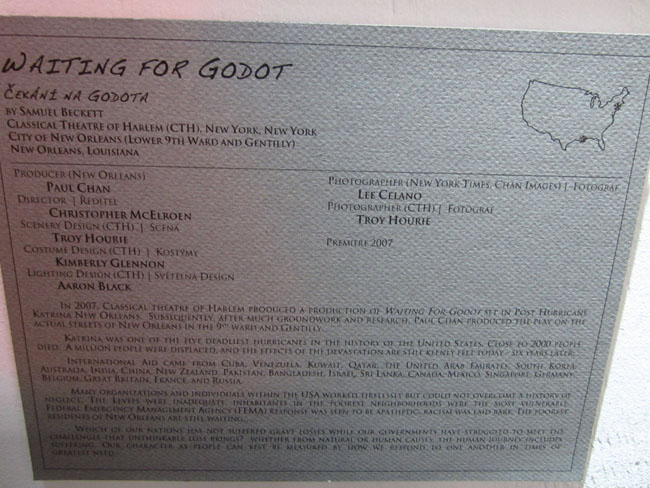 WAITING FOR GODOT
ČEKÁNÍ NA GODOTA
BY SAMUEL BECKETT
CLASSICAL THEATRE OF HARLEM (CTH), NEW YORK, NEW YORK
CITY OF NEW ORLEANS (LOWER 9TH WARD AND GENTILLY)
NEW ORLEANS, LOUISIANA
PRODUCER (NEW ORLEANS)
PAUL CHAN
DIRECTOR | REDITEL
CHRISTOPHER MCELROEN
SCENERY DESIGN (CTH) | SCÉNA
TROY HOURIE
COSTUME DESIGN (CTH) | KOSTÝMY
KIMBERLY GLENNON
LIGHTING DESIGN (CTH) | SVĚTELNÁ DESIGN
AARON BLACK
PHOTOGRAPHER (NEW YORK TIMES, CHAN IMAGES) | FOTOGRAF
LEE CELANO
PHOTOGRAPHER (CTH) | FOTOGRAF
TROY HOURIE
PREMIERE 2007
IN 2007, CLASSICAL THEATRE OF HARLEM PRODUCED A PRODUCTION OF WAITING FOR GODOT SET IN POST HURRICANE
KATRINA NEW ORLEANS. SUBSEQUENTLY, AFTER MUCH GROUNDWORK AND RESEARCH, PAUL CHAN PRODUCED THE PLAY ON THE
ACTUAL STREETS OF NEW ORLEANS IN THE 9TH WARD AND GENTILLY.
KATRINA WAS ONE OF THE FIVE DEADLIEST HURRICANES IN THE HISTORY OF THE UNITED STATES. CLOSE TO 2000 PEOPLE
DIED. A MILLION PEOPLE WERE DISPLACED, AND THE EFFECTS OF THE DEVASTATION ARE STILL KEENLY FELT TODAY - SIX YEARS LATER.
INTERNATIONAL AID CAME FROM CUBA, VENEZUELA, KUWAIT, QATAR, THE UNITED ARAB EMIRATES, SOUTH KOREA,
AUSTRALIA, INDIA, CHINA, NEW ZEALAND, PAKISTAN, BANGLADESH, ISRAEL, SRI LANKA, CANADA, MEXICO, SINGAPORE, GERMANY,
BELGIUM, GREAT BRITAIN, FRANCE, AND RUSSIA.
MANY ORGANIZATIONS AND INDIVIDUALS WITHIN THE USA WORKED TIRELESSLY BUT COULD NOT OVERCOME A HISTORY OF
NEGLECT. THE LEVEES WERE INADEQUATE. INHABITANTS IN THE POOREST NEIGHBORHOODS WERE THE MOST VULNERABLE.
FEDERAL EMERGENCY MANAGEMENT AGENCY (FEMA) RESPONSE WAS SEEN TO BE APATHETIC. RACISM WAS LAID BARE. THE POOREST
RESIDENTS OF NEW ORLEANS ARE STILL WAITING...
WHICH OF OUR NATIONS HAS NOT SUFFERED GRAVE LOSSES WHILE OUR GOVERNMENTS HAVE STRUGGLED TO MEET THE
CHALLENGES THAT UNTHINKABLE LOSS BRINGS? WHETHER FROM NATURAL OR HUMAN CAUSES, THE HUMAN JOURNEY INCLUDES
SUFFERING. OUR CHARACTER AS PEOPLE CAN BEST BE MEASURED BY HOW WE RESPOND TO ONE ANOTHER IN TIMES OF
GREATEST NEED.